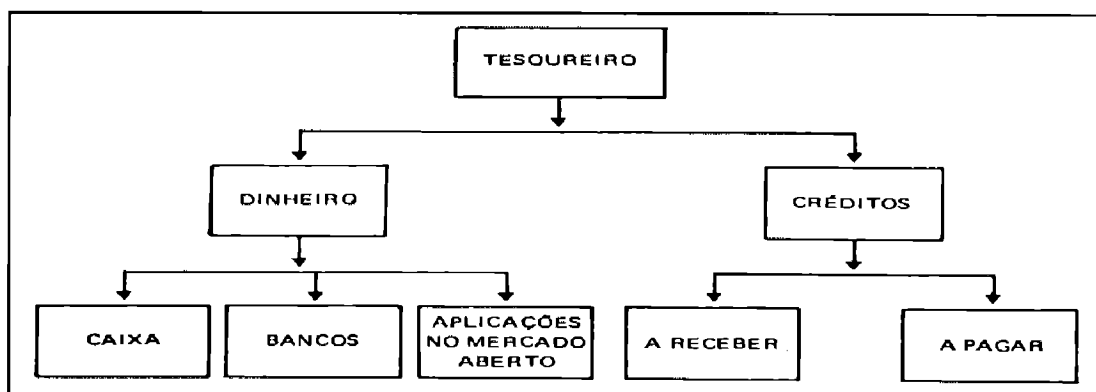 TESOUREIRO
DINHEIRO
CRÉDITOS
CAIXA
BANCOS
APLICAÇÕES
NO MERCADO
ABERTO
A RECEBER
A PAGAR